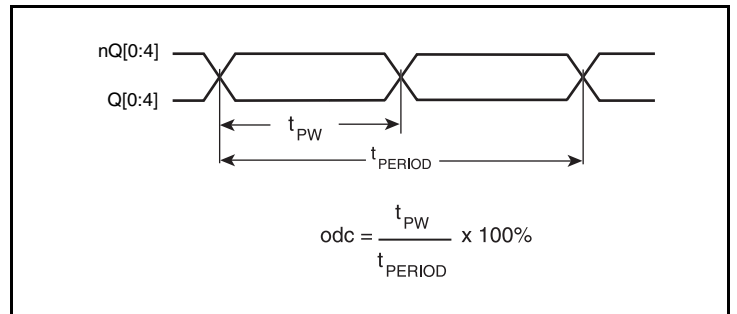 nQ[0:4]
Q[0:4]
tPW
tPERIOD
odc = tPW
tPERIOD x 100%